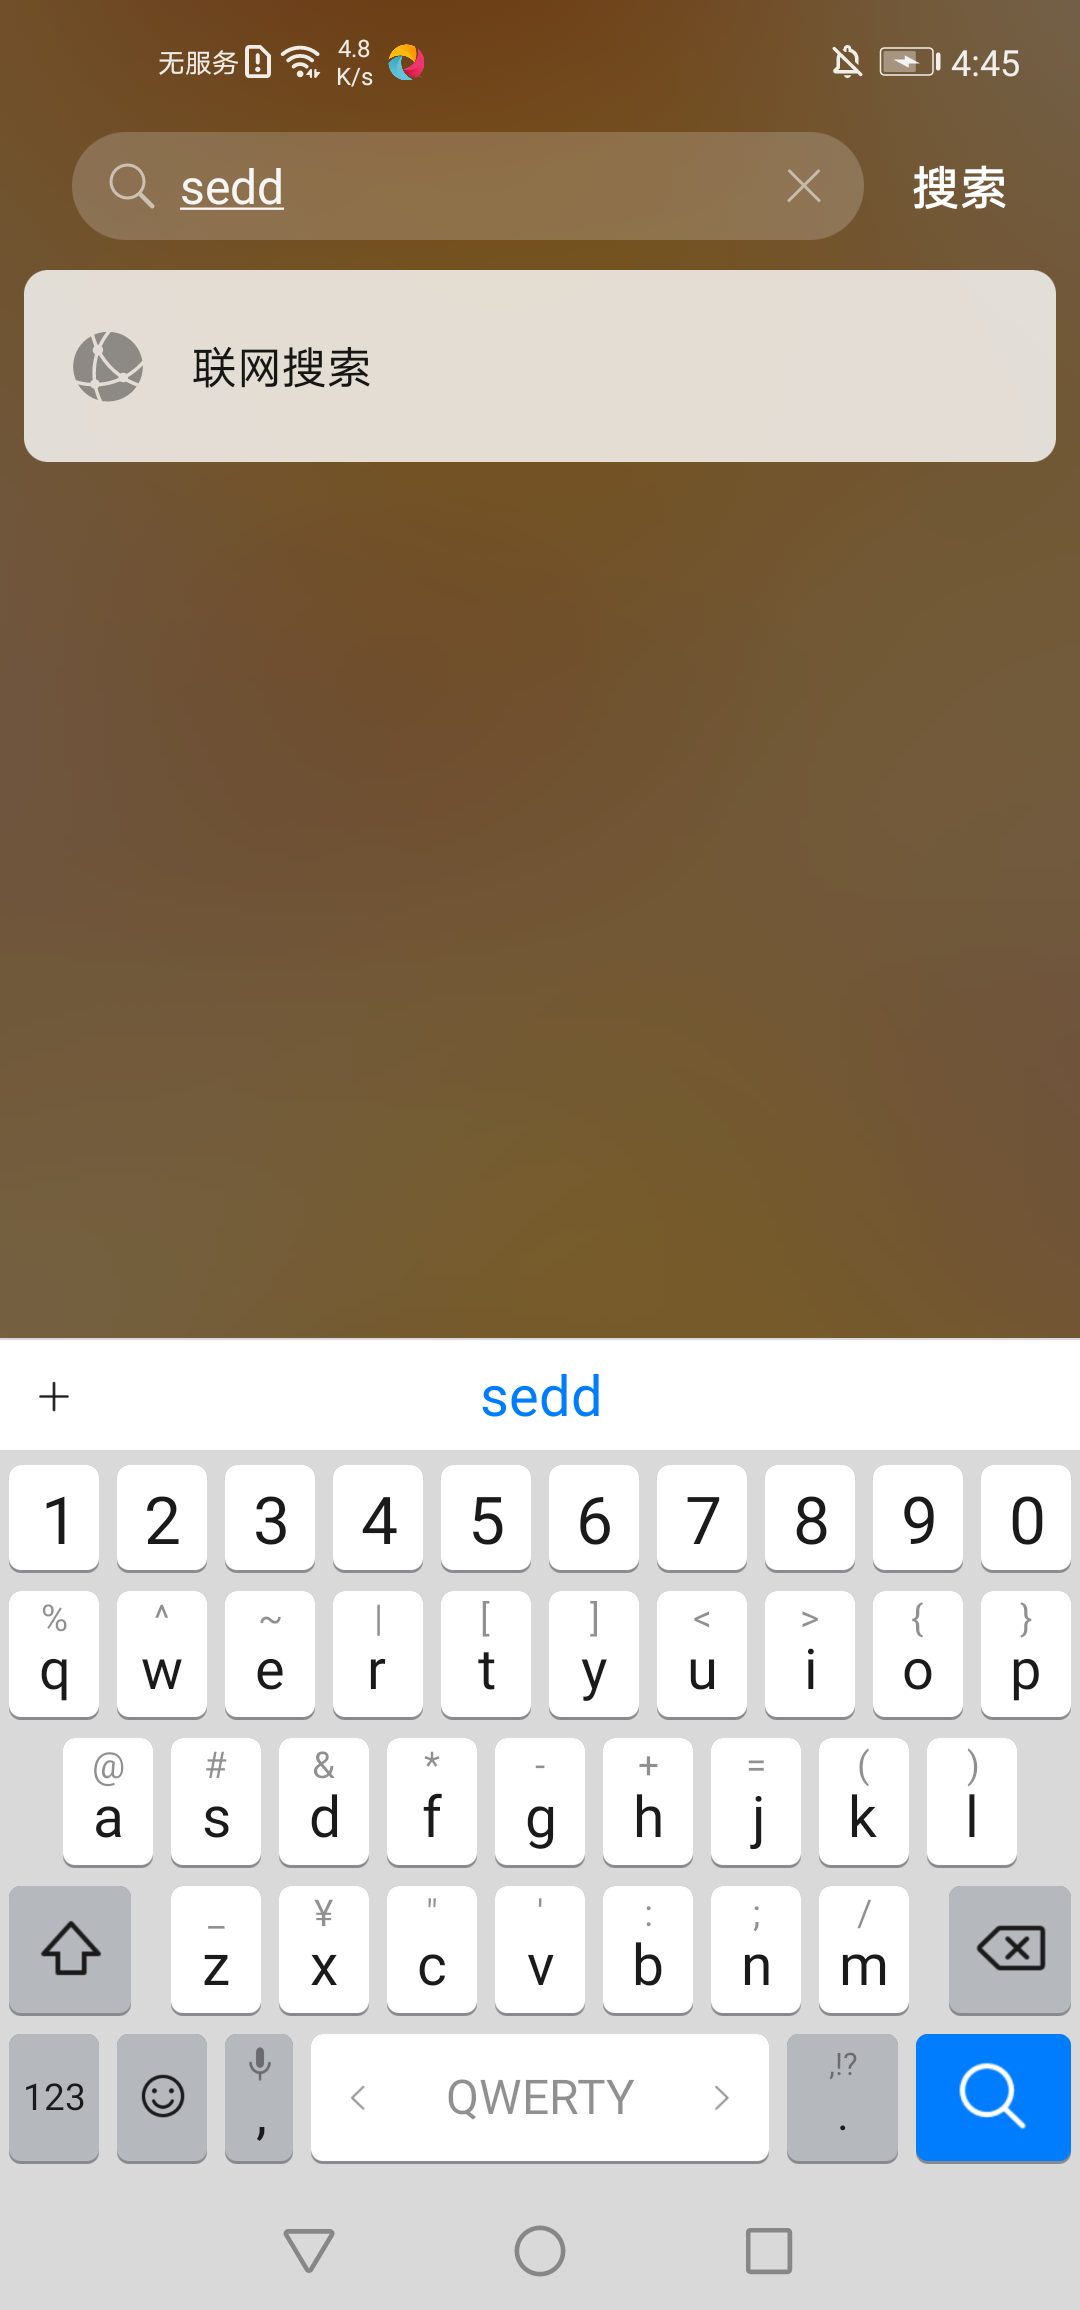 无服务 4.8 K/s 4:45
sedd 搜索
联网搜索
+ sedd
1 2 3 4 5 6 7 8 9 0
% ^ ~ | [ ] < > { }
q w e r t y u i o p
@ # & * - + = ( )
a s d f g h j k l
_ ¥ " ' : ; /
z x c v b n m
,!?
123 , < QWERTY > .